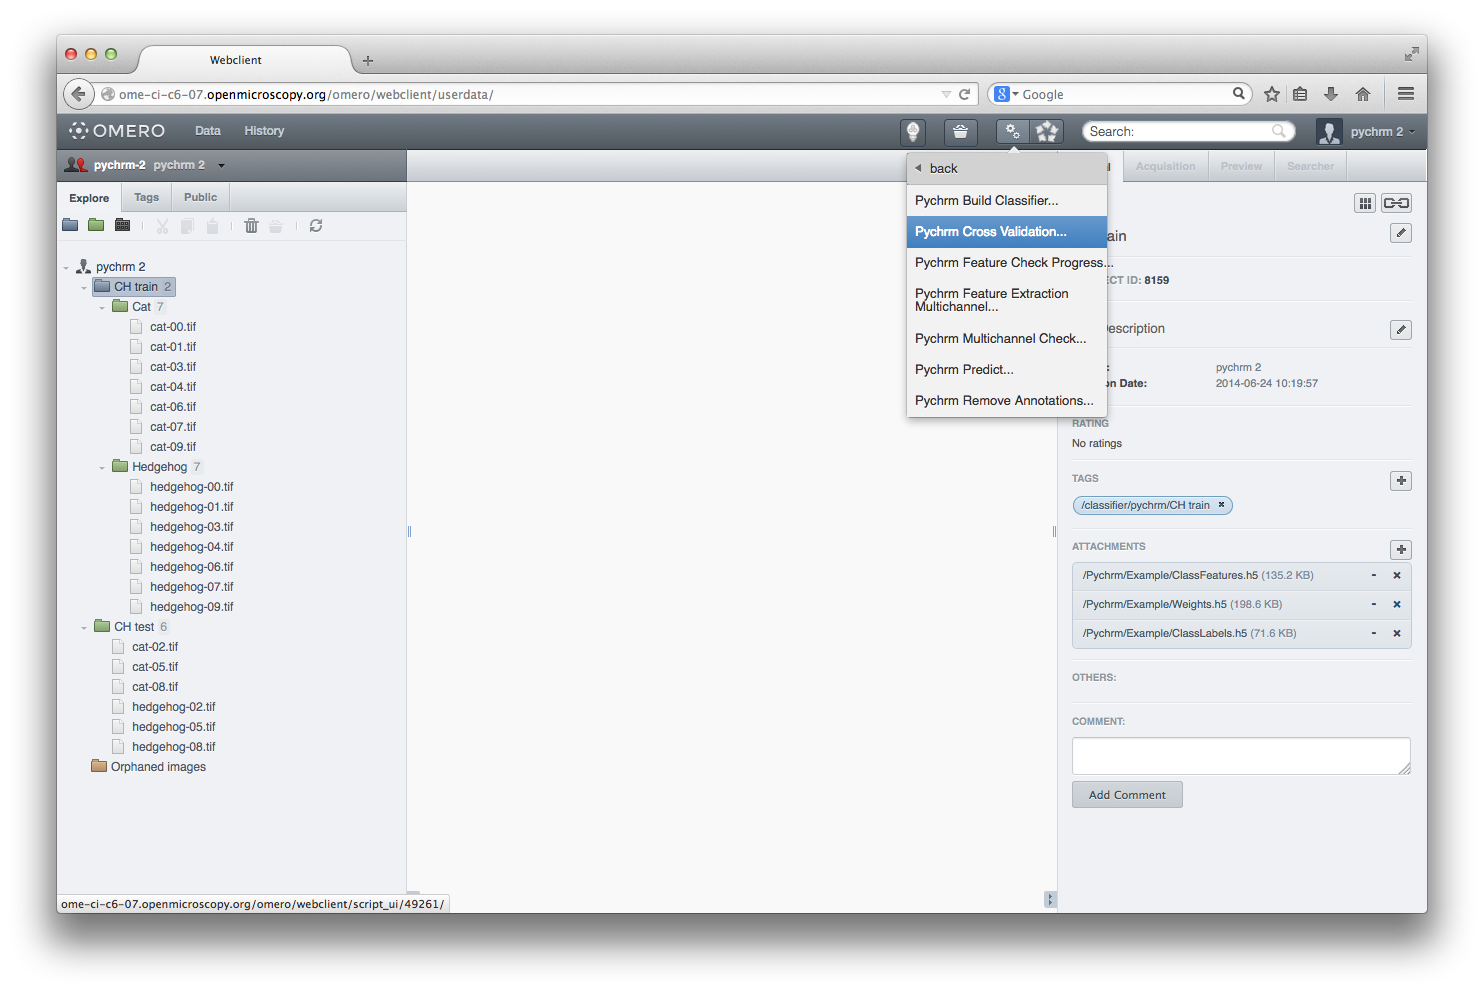 Webclient
ome-ci-c6-07.openmicroscopy.org/omero/webclient/userdata/
Google
OMERO
Data
History
Search:
pychrm 2
pychrm-2 pychrm 2
Explore
Tags
Public
back
Pychrm Build Classifier...
Pychrm Cross Validation...
Pychrm Feature Check Progress...
Pychrm Feature Extraction
Multichannel...
Pychrm Multichannel Check...
Pychrm Predict...
Pychrm Remove Annotations...
Acquisition
Preview
Searcher
pychrm 2
CH train 2
Cat 7
cat-00.tif
cat-01.tif
cat-03.tif
cat-04.tif
cat-06.tif
cat-07.tif
cat-09.tif
Hedgehog 7
hedgehog-00.tif
hedgehog-01.tif
hedgehog-03.tif
hedgehog-04.tif
hedgehog-06.tif
hedgehog-07.tif
hedgehog-09.tif
CH test 6
cat-02.tif
cat-05.tif
cat-08.tif
hedgehog-02.tif
hedgehog-05.tif
hedgehog-08.tif
Orphaned images
ain
ECT ID: 8159
escription
pychrm 2
on Date: 2014-06-24 10:19:57
RATING
No ratings
TAGS
/classifier/pychrm/CH train
ATTACHMENTS
/Pychrm/Example/ClassFeatures.h5 (135.2 KB)
/Pychrm/Example/Weights.h5 (198.6 KB)
/Pychrm/Example/ClassLabels.h5 (71.6 KB)
OTHERS:
COMMENT:
Add Comment
ome-ci-c6-07.openmicroscopy.org/omero/webclient/script_ui/49261/